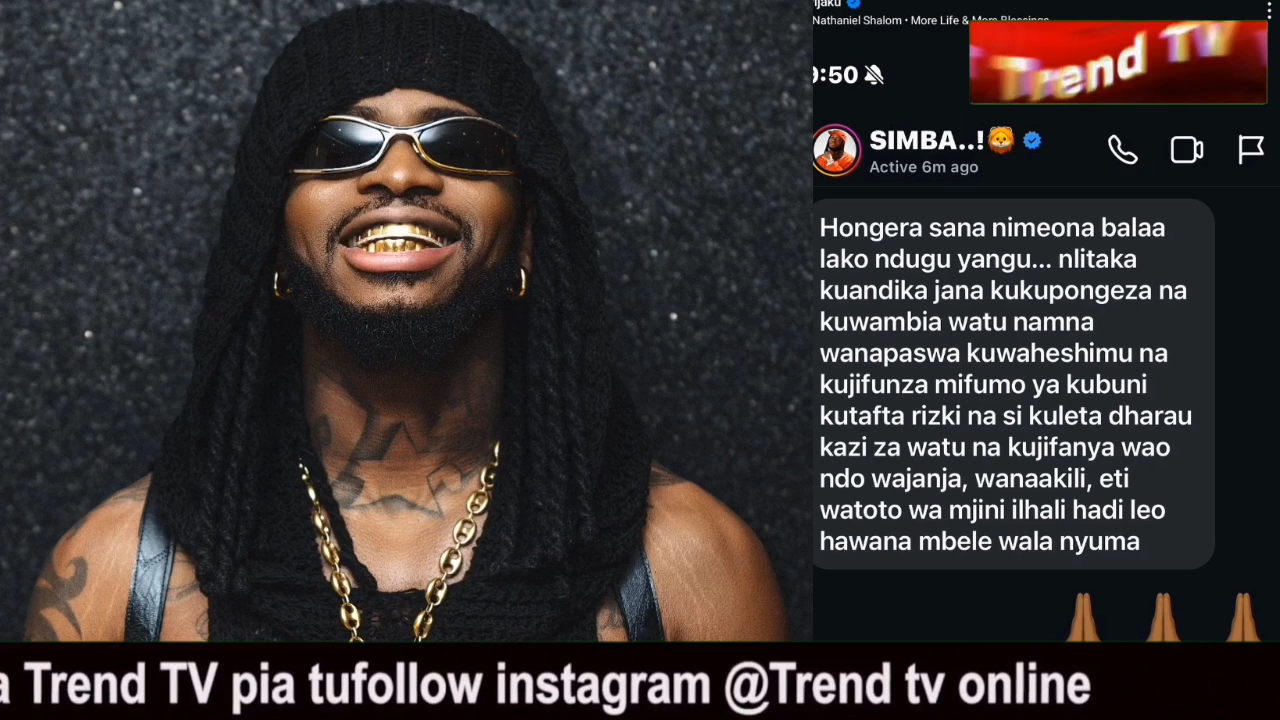 Nathaniel Shalom • More Life & More Blessings
Trend TV
9:50
SIMBA..!🦁
Active 6m ago
Hongera sana nimeona balaa
lako ndugu yangu... nlitaka
kuandika jana kukupongeza na
kuwambia watu namna
wanapaswa kuwaheshimu na
kujifunza mifumo ya kubuni
kutafta rizki na si kuleta dharau
kazi za watu na kujifanya wao
ndo wajanja, wanaakili, eti
watoto wa mjini ilhali hadi leo
hawana mbele wala nyuma
🙏🏾 🙏🏾 🙏🏾
a Trend TV pia tufollow instagram @Trend tv online